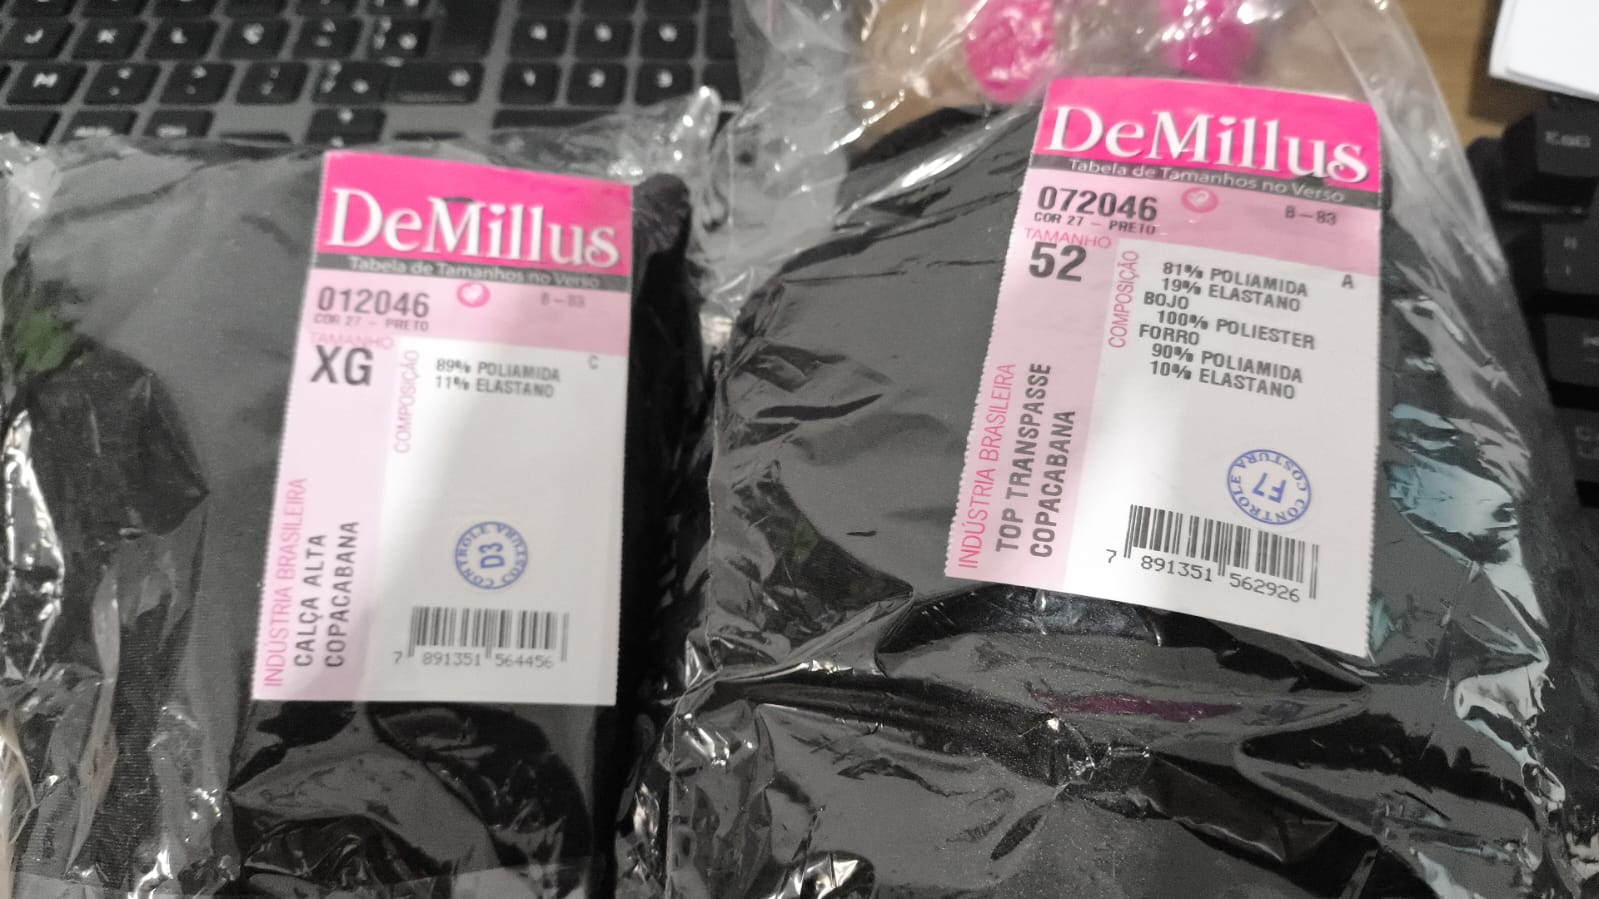 DeMillus
Tabela de Tamanhos no Verso
012046
B-83
COR 27 - PRETO
TAMANHO
XG
COMPOSIÇÃO
89% POLIAMIDA
C
11% ELASTANO
INDÚSTRIA BRASILEIRA
CALÇA ALTA
COPACABANA
CONTROLE COSTURA
D3
7 891351 564456
DeMillus
Tabela de Tamanhos no Verso
072046
B-83
COR 27 - PRETO
TAMANHO
52
COMPOSIÇÃO
81% POLIAMIDA
A
19% ELASTANO
BOJO
100% POLIESTER
FORRO
90% POLIAMIDA
10% ELASTANO
INDÚSTRIA BRASILEIRA
TOP TRANSPASSE
COPACABANA
CONTROLE COSTURA
F7
7 891351 562926
Esc